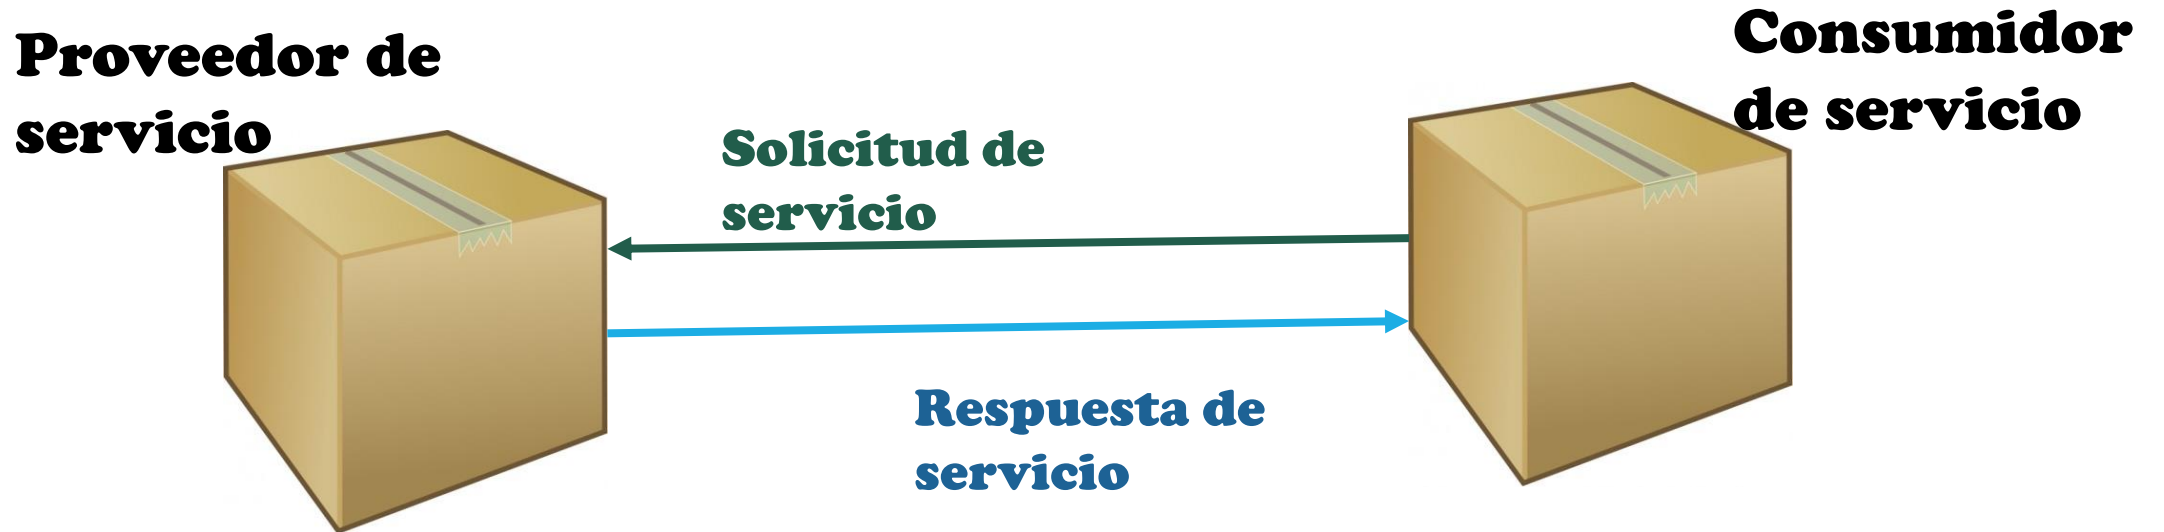 Proveedor de
servicio
Consumidor
de servicio
Solicitud de
servicio
Respuesta de
servicio